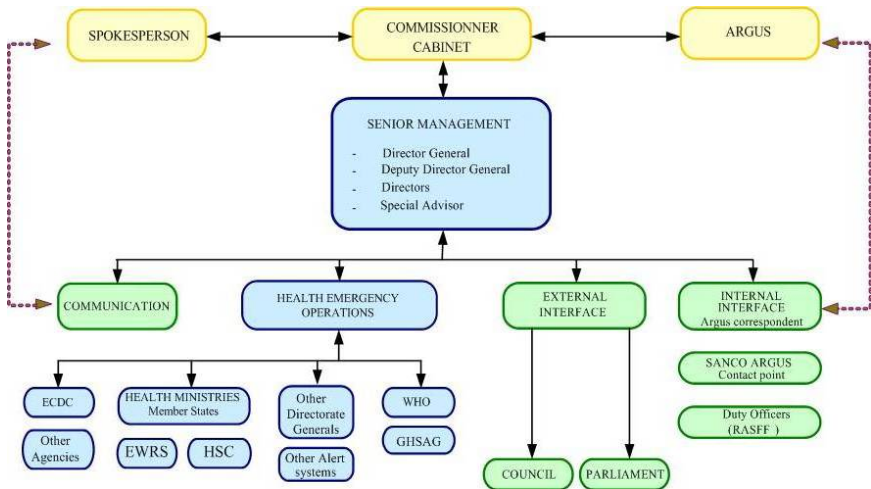 SPOKESPERSON
COMMISSIONNER
CABINET
ARGUS
SENIOR MANAGEMENT
- Director General
- Deputy Director General
- Directors
- Special Advisor
COMMUNICATION
HEALTH EMERGENCY
OPERATIONS
EXTERNAL
INTERFACE
INTERNAL
INTERFACE
Argus correspondent
ECDC
Other
Agencies
HEALTH MINISTRIES
Member States
EWRS
HSC
Other
Directorate
Generals
Other Alert
systems
WHO
GHSAG
COUNCIL
PARLIAMENT
SANCO ARGUS
Contact point
Duty Officers
(RASFF )